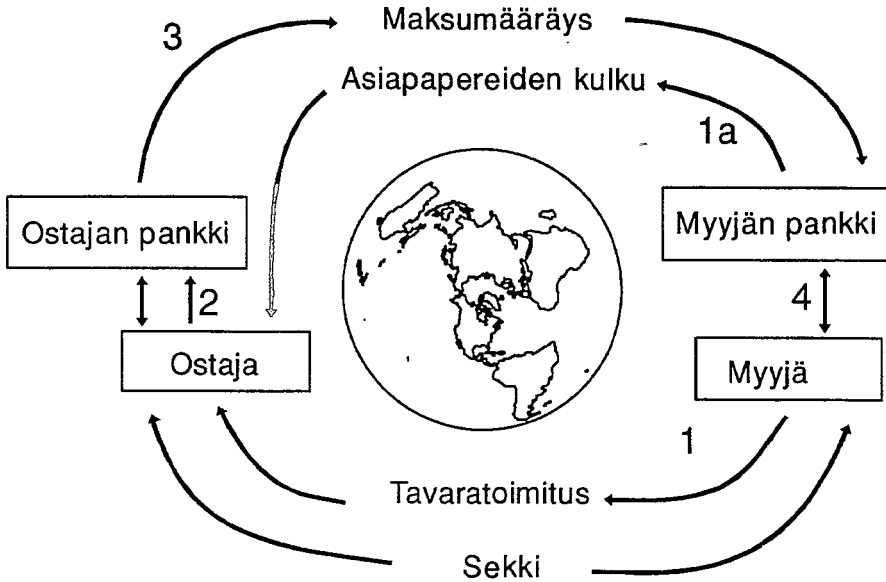 3
Maksumääräys
Asiapapereiden kulku
1a
Ostajan pankki
Myyjän pankki
2
4
Ostaja
Myyjä
1
Tavaratoimitus
Sekki